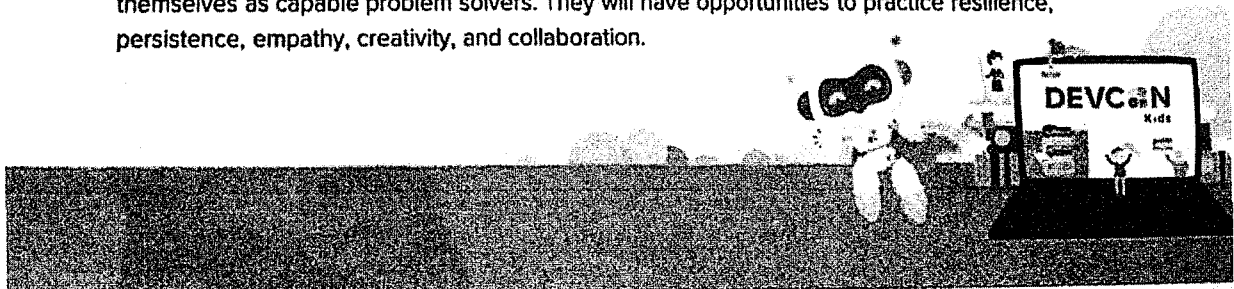 themselves as capable problem solvers. They will have opportunities to practice resilience,
persistence, empathy, creativity, and collaboration.
DEVCON
Kids